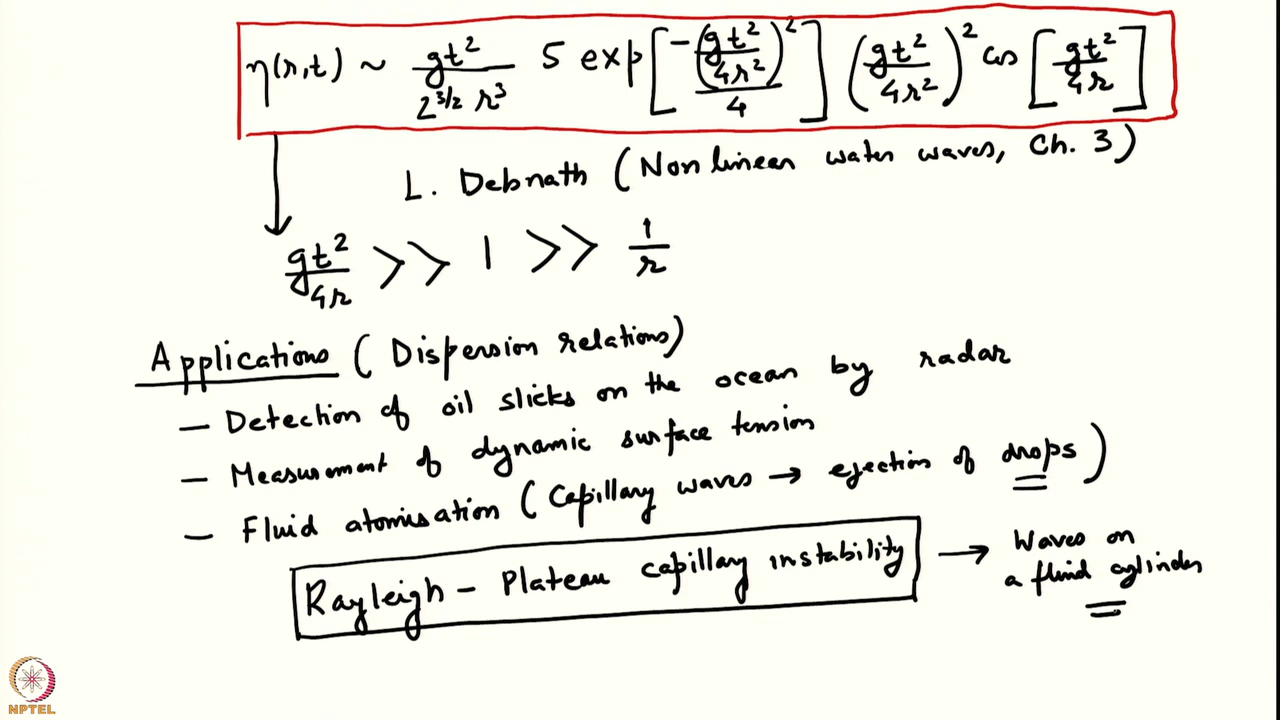 η(r,t) ~ gt²/(2^{3/2} r³) 5 exp[-(gt²/4r²)²/4] (gt²/4r²)² cos [gt²/4r]
L. Debnath (Nonlinear water waves, Ch. 3)
gt²/4r >> 1 >> 1/r
Applications (Dispersion relations)
— Detection of oil slicks on the ocean by radar
— Measurement of dynamic surface tension
— Fluid atomisation (Capillary waves → ejection of drops)
Rayleigh - Plateau capillary instability → Waves on
a fluid cylinder
NPTEL